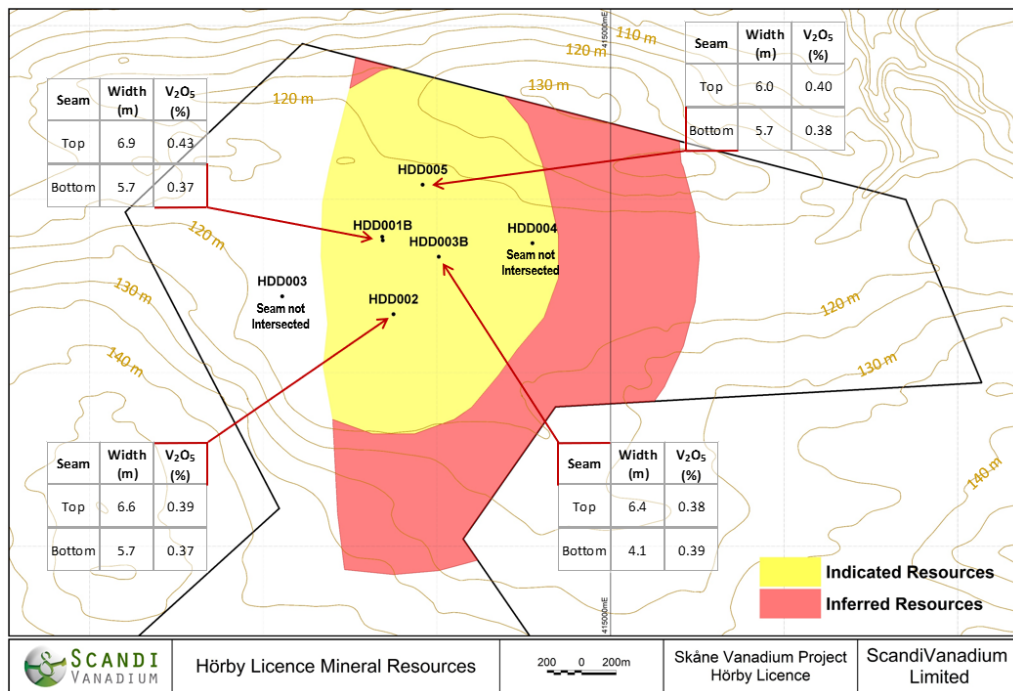 110 m
120 m
130 m
120 m
415000mE
Seam Width (m) V₂O₅ (%)
Top 6.0 0.40
Bottom 5.7 0.38
Seam Width (m) V₂O₅ (%)
Top 6.9 0.43
Bottom 5.7 0.37
HDD005
HDD001B
HDD003B
HDD004
Seam not
Intersected
HDD003
Seam not
Intersected
HDD002
120 m
130 m
140 m
120 m
130 m
140 m
Seam Width (m) V₂O₅ (%)
Top 6.6 0.39
Bottom 5.7 0.37
Seam Width (m) V₂O₅ (%)
Top 6.4 0.38
Bottom 4.1 0.39
Indicated Resources
Inferred Resources
415000mE
SCANDI
VANADIUM
Hörby Licence Mineral Resources
200 0 200m
Skåne Vanadium Project
Hörby Licence
ScandiVanadium
Limited